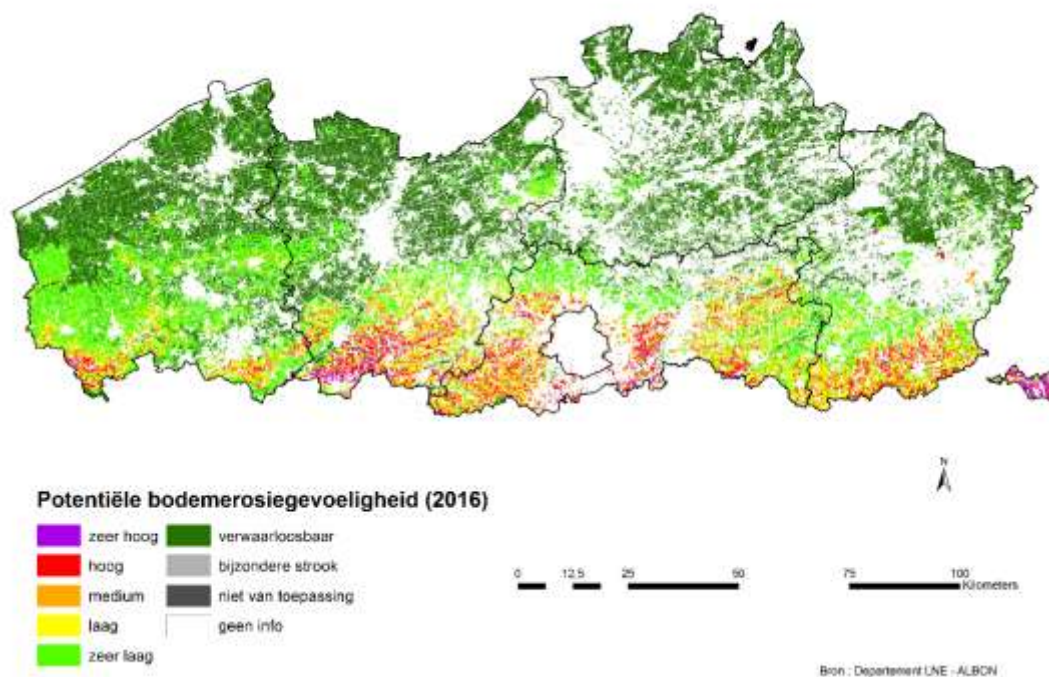 N
Potentiële bodemerosiegevoeligheid (2016)
zeer hoog
hoog
medium
laag
zeer laag
verwaarloosbaar
bijzondere strook
niet van toepassing
geen info
0 12,5 25 50 75 100
Kilometers
Bron : Departement LNE - ALBON